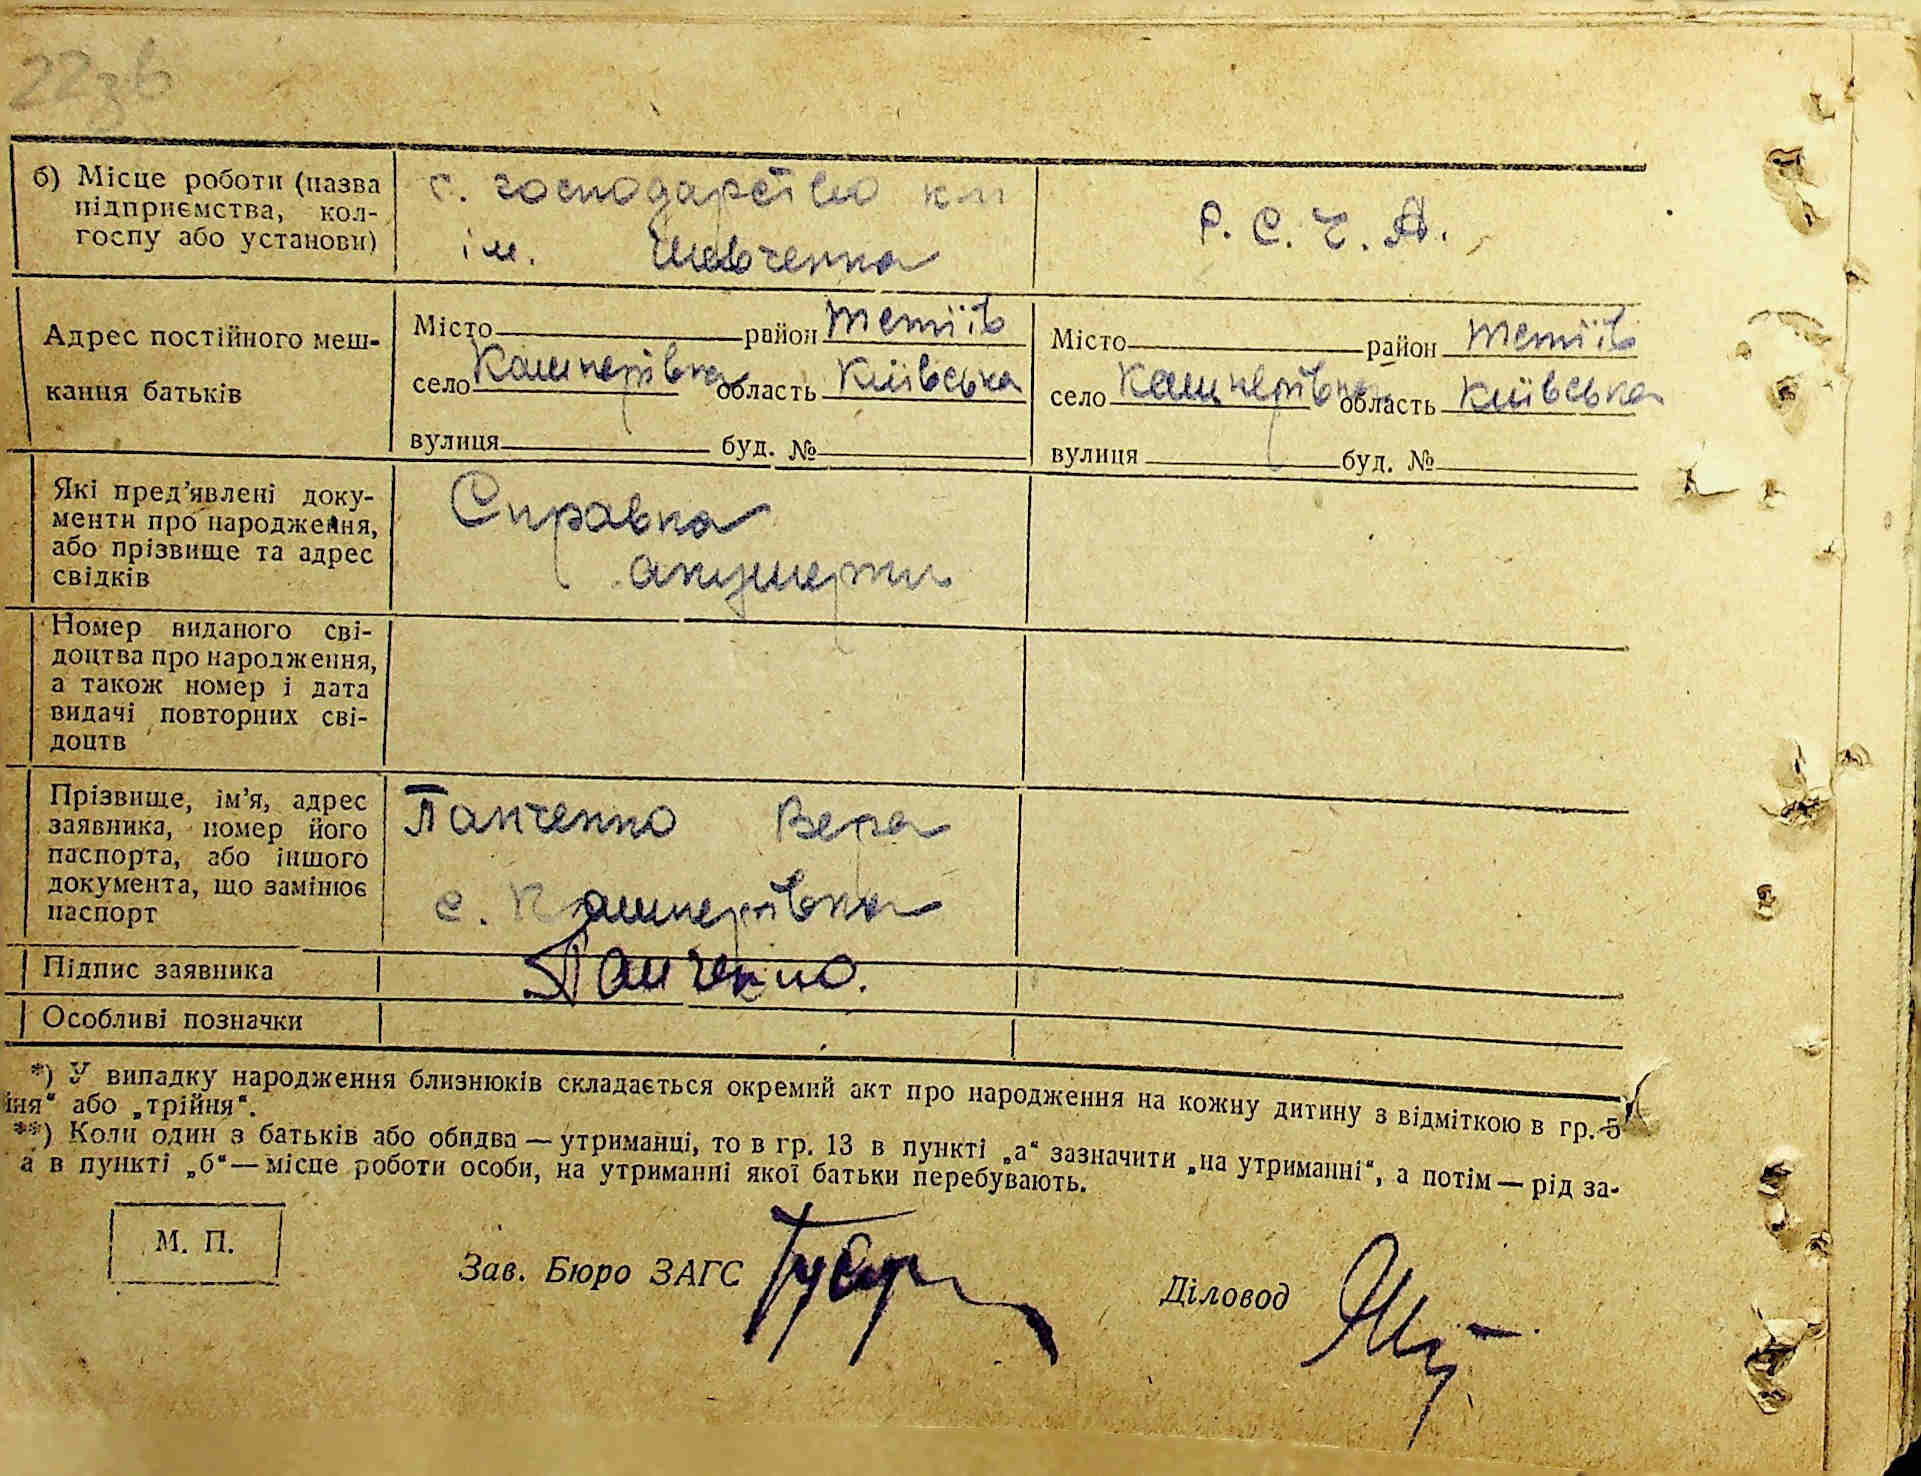 22зб
б) Місце роботи (назва
підприємства, кол-
госпу або установи)
с. господарство кл
ім. Шевченка
Р. С. Ч. А.
Адрес постійного меш-
кання батьків
Місто район Тетіїв
село Кашперівка область Київська
вулиця буд. №
Місто район Тетіїв
село Кашперівка область Київська
вулиця буд. №
Які пред'явлені доку-
менти про народження,
або прізвище та адрес
свідків
Справка
акушерки
Номер виданого сві-
доцтва про народження,
а також номер і дата
видачі повторних сві-
доцтв
Прізвище, ім'я, адрес
заявника, номер його
паспорта, або іншого
документа, що замінює
паспорт
Панченко Вера
с. Кашперівка
Підпис заявника
Панченко.
Особливі позначки
*) У випадку народження близнюків складається окремий акт про народження на кожну дитину з відміткою в гр. 5
йня" або „трійня".
**) Коли один з батьків або обидва — утриманці, то в гр. 13 в пункті „а" зазначити „на утриманні", а потім — рід за-
а в пункті „б" — місце роботи особи, на утриманні якої батьки перебувають.
М. П.
Зав. Бюро ЗАГС
Діловод